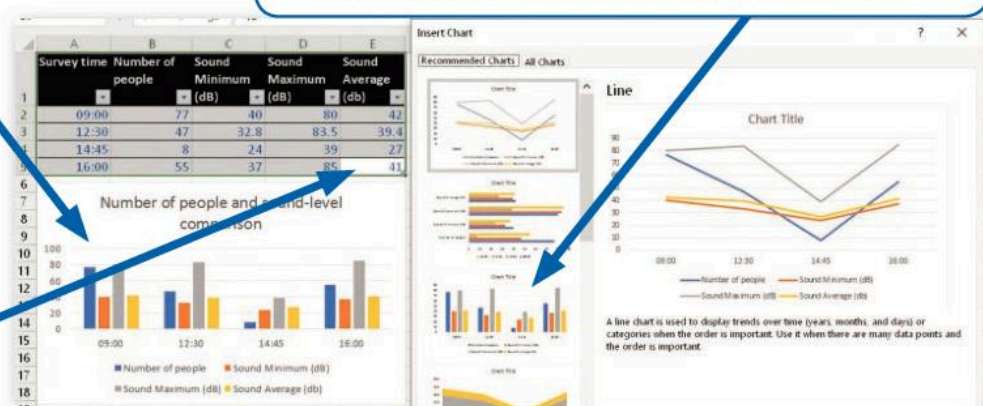 A B C D E
Survey time Number of people Sound Minimum (dB) Sound Maximum (dB) Sound Average (db)
1
2 09:00 77 40 80 42
3 12:30 47 32.8 83.5 39.4
14:45 8 24 39 27
5 16:00 55 37 85 41
6
7
8
9
10
11
12
13
14
15
16
17
18
Number of people and sound-level
comparison
100
80
60
40
20
0
09:00 12:30 14:45 16:00
Number of people Sound Minimum (dB)
Sound Maximum (dB) Sound Average (db)
Insert Chart ? ×
Recommended Charts All Charts
Chart Title
Chart Title
Chart Title
Chart Title
Line
Chart Title
90
80
70
60
50
40
30
20
10
0
09:00 12:30 14:45 16:00
Number of people Sound Minimum (dB)
Sound Maximum (dB) Sound Average (db)
A line chart is used to display trends over time (years, months, and days) or
categories when the order is important. Use it when there are many data points and
the order is important